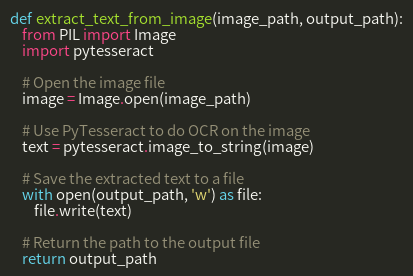 def extract_text_from_image(image_path, output_path):
    from PIL import Image
    import pytesseract

    # Open the image file
    image = Image.open(image_path)

    # Use PyTesseract to do OCR on the image
    text = pytesseract.image_to_string(image)

    # Save the extracted text to a file
    with open(output_path, 'w') as file:
        file.write(text)

    # Return the path to the output file
    return output_path